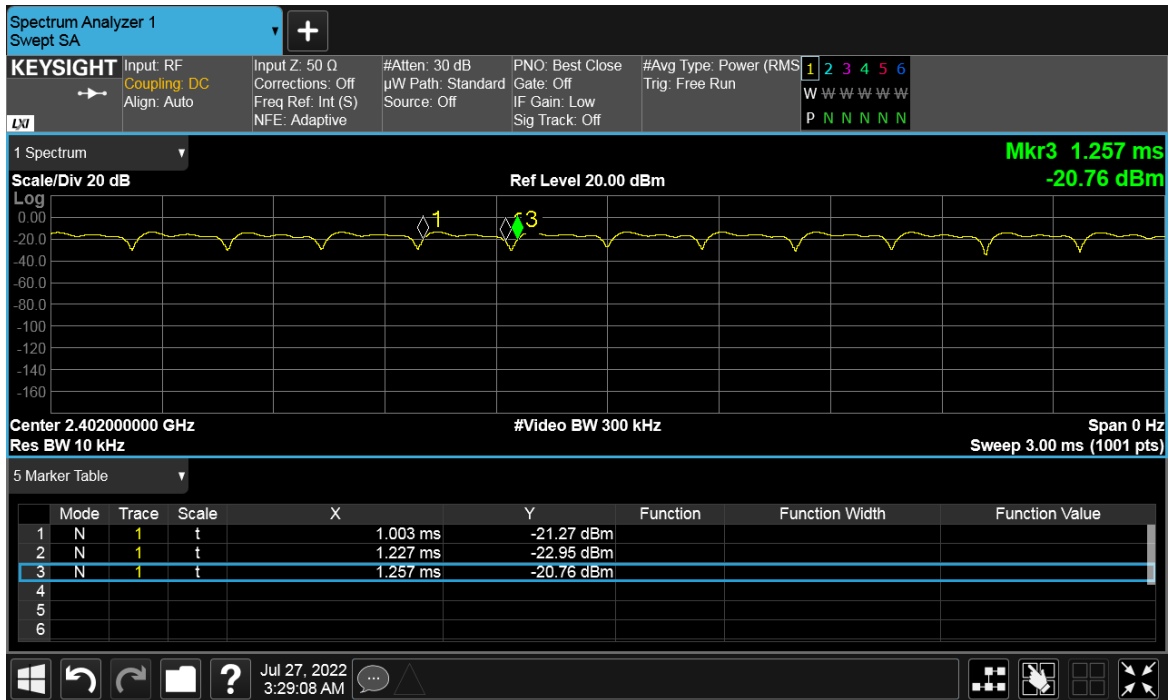 Spectrum Analyzer 1
Swept SA
+
KEYSIGHT
LXI
Input: RF
Coupling: DC
Align: Auto
Input Z: 50 Ω
Corrections: Off
Freq Ref: Int (S)
NFE: Adaptive
#Atten: 30 dB
µW Path: Standard
Source: Off
PNO: Best Close
Gate: Off
IF Gain: Low
Sig Track: Off
#Avg Type: Power (RMS
Trig: Free Run
1 2 3 4 5 6
W W W W W W
P N N N N N
1 Spectrum
Mkr3 1.257 ms
-20.76 dBm
Scale/Div 20 dB
Ref Level 20.00 dBm
Log
0.00
-20.0
-40.0
-60.0
-80.0
-100
-120
-140
-160
1
3
Center 2.402000000 GHz
#Video BW 300 kHz
Span 0 Hz
Res BW 10 kHz
Sweep 3.00 ms (1001 pts)
5 Marker Table
Mode Trace Scale X Y Function Function Width Function Value
1 N 1 t 1.003 ms -21.27 dBm
2 N 1 t 1.227 ms -22.95 dBm
3 N 1 t 1.257 ms -20.76 dBm
4
5
6
?
Jul 27, 2022
3:29:08 AM